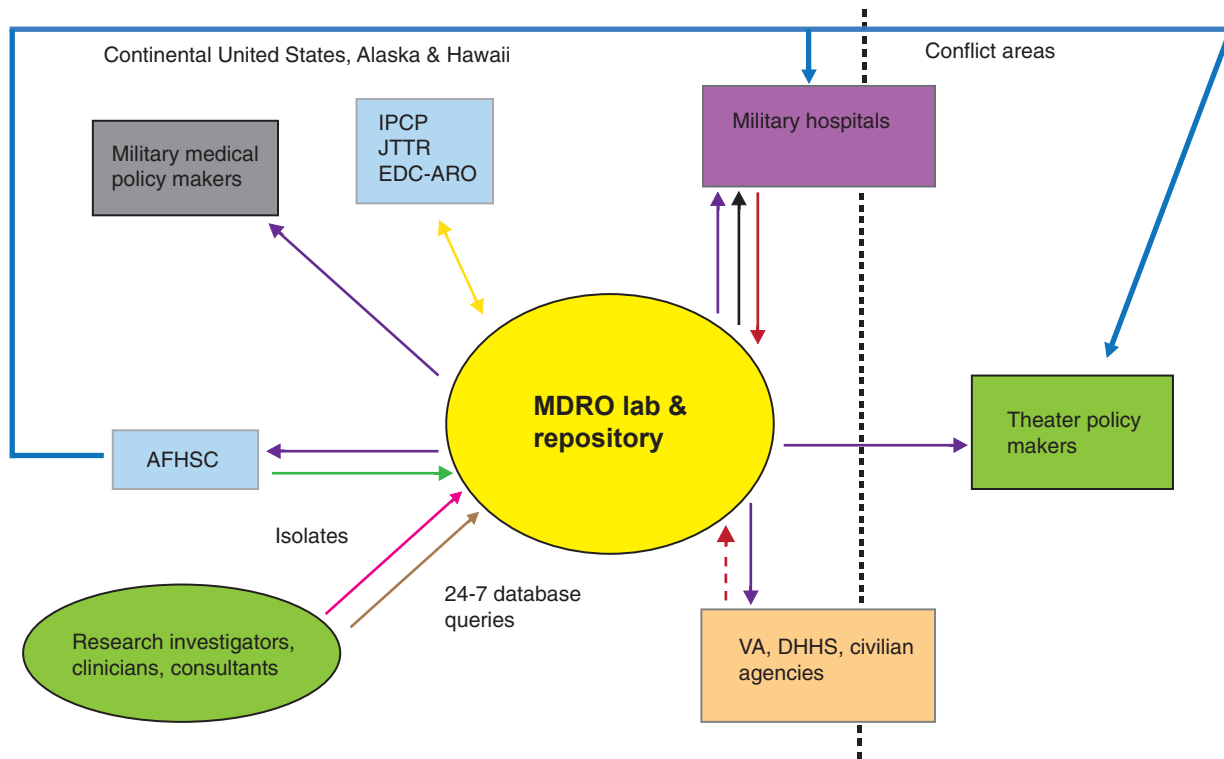 Continental United States, Alaska & Hawaii
Conflict areas
IPCP
JTTR
EDC-ARO
Military hospitals
Military medical
policy makers
MDRO lab &
repository
Theater policy
makers
AFHSC
Isolates
24-7 database
queries
Research investigators,
clinicians, consultants
VA, DHHS, civilian
agencies